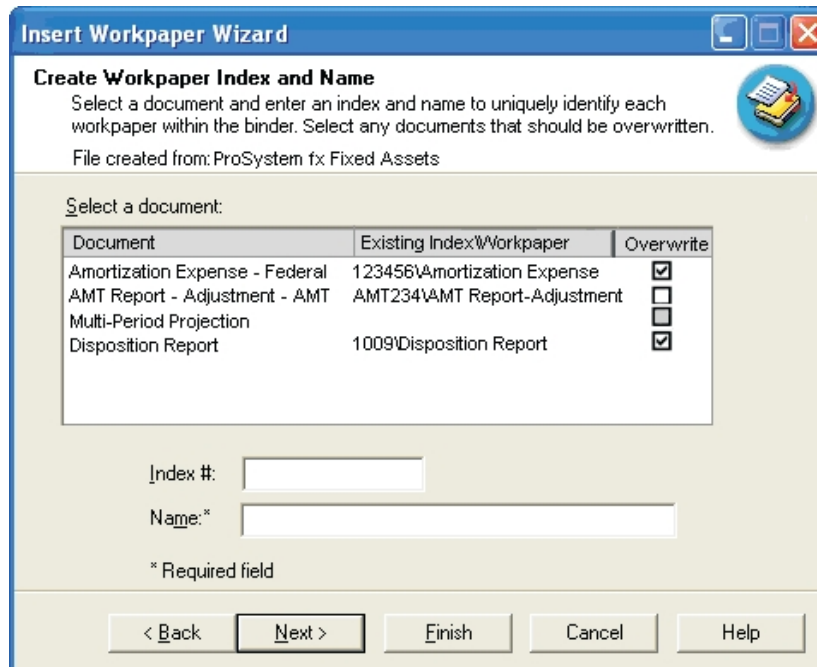 Insert Workpaper Wizard
Create Workpaper Index and Name
Select a document and enter an index and name to uniquely identify each
workpaper within the binder. Select any documents that should be overwritten.
File created from: ProSystem fx Fixed Assets
Select a document:
Document Existing Index\Workpaper Overwrite
Amortization Expense - Federal 123456\Amortization Expense
AMT Report - Adjustment - AMT AMT234\AMT Report-Adjustment
Multi-Period Projection
Disposition Report 1009\Disposition Report
Index #:
Name:*
* Required field
< Back Next > Finish Cancel Help